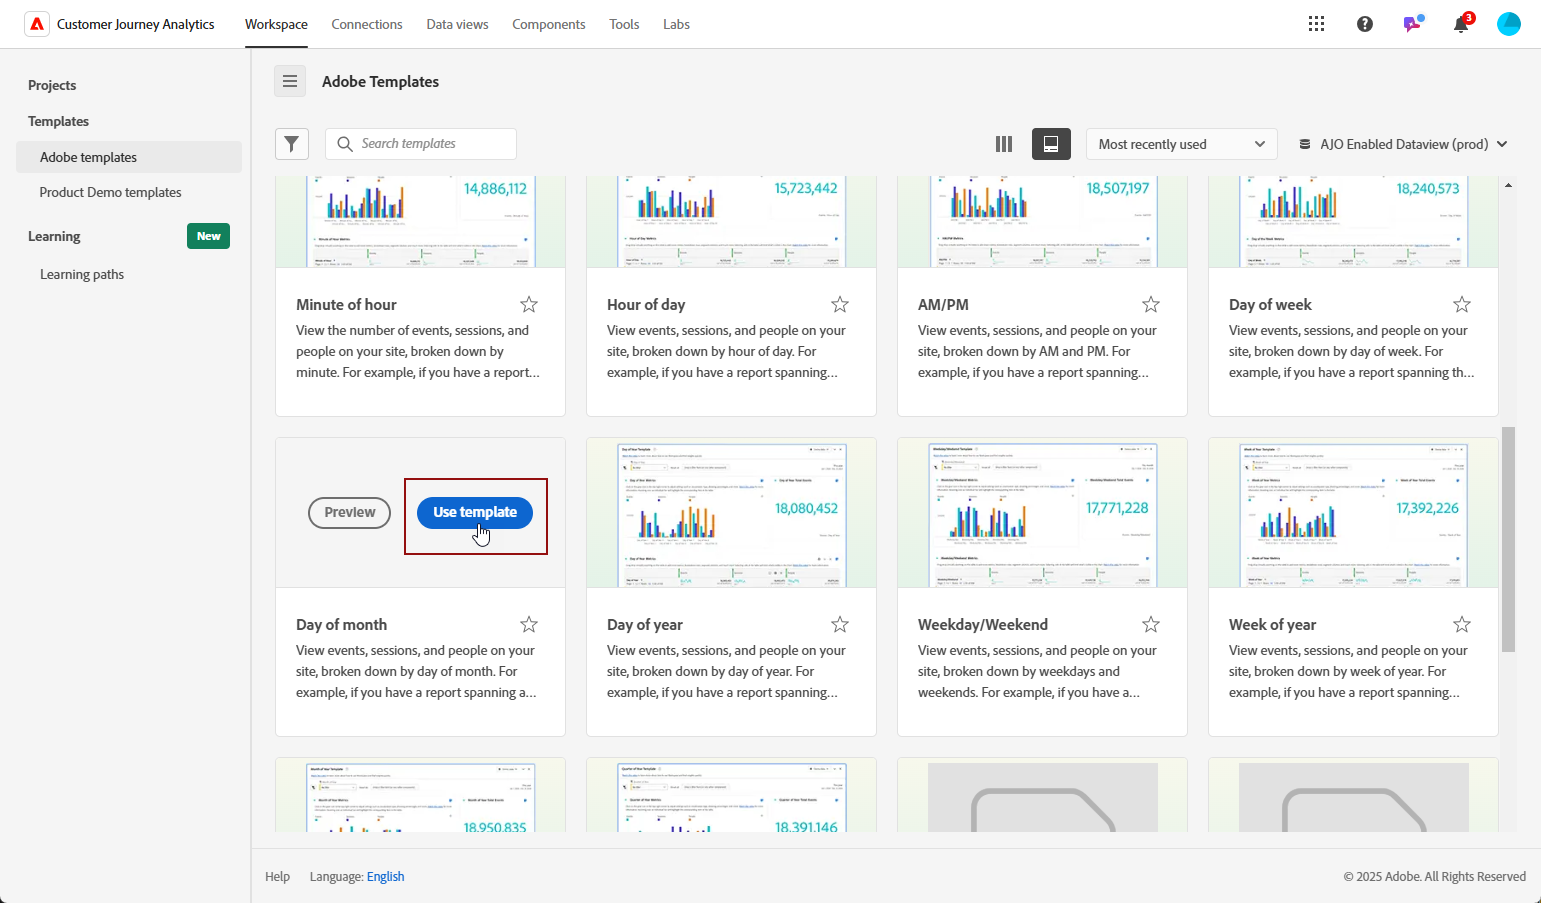 Customer Journey Analytics
Workspace
Connections
Data views
Components
Tools
Labs
3
Projects
Templates
Adobe templates
Product Demo templates
Learning
New
Learning paths
Adobe Templates
Search templates
Most recently used
AJO Enabled Dataview (prod)
14,886,112
15,723,442
18,507,197
18,240,573
Minute of hour
View the number of events, sessions, and
people on your site, broken down by
minute. For example, if you have a report...
Hour of day
View events, sessions, and people on your
site, broken down by hour of day. For
example, if you have a report spanning...
AM/PM
View events, sessions, and people on your
site, broken down by AM and PM. For
example, if you have a report spanning...
Day of week
View events, sessions, and people on your
site, broken down by day of week. For
example, if you have a report spanning th...
Preview
Use template
18,080,452
17,771,228
17,392,226
Day of month
View events, sessions, and people on your
site, broken down by day of month. For
example, if you have a report spanning a...
Day of year
View events, sessions, and people on your
site, broken down by day of year. For
example, if you have a report spanning...
Weekday/Weekend
View events, sessions, and people on your
site, broken down by weekdays and
weekends. For example, if you have a...
Week of year
View events, sessions, and people on your
site, broken down by week of year. For
example, if you have a report spanning...
18,950,835
18,391,146
Help
Language: English
© 2025 Adobe. All Rights Reserved